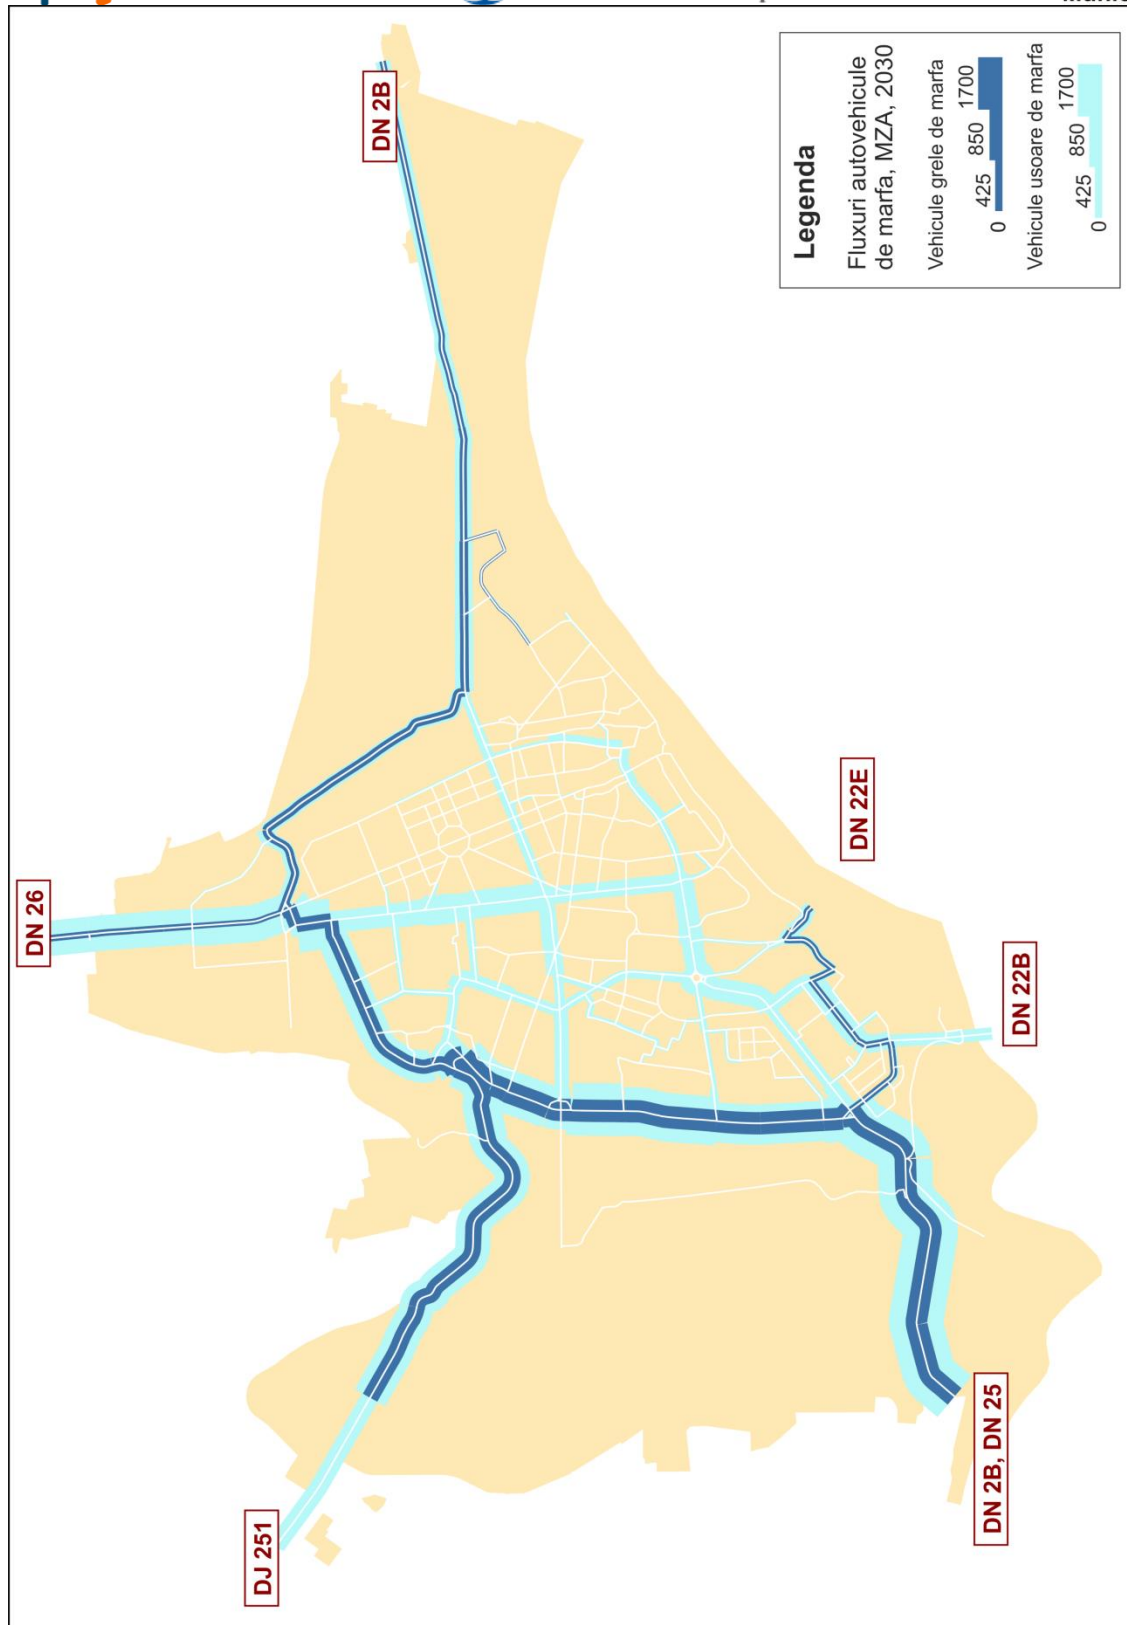 DN 2B
DN 26
DN 22E
DN 22B
DN 2B, DN 25
DJ 251
Legenda
Fluxuri autovehicule
de marfa, MZA, 2030
Vehicule grele de marfa
0 425 850 1700
Vehicule usoare de marfa
0 425 850 1700